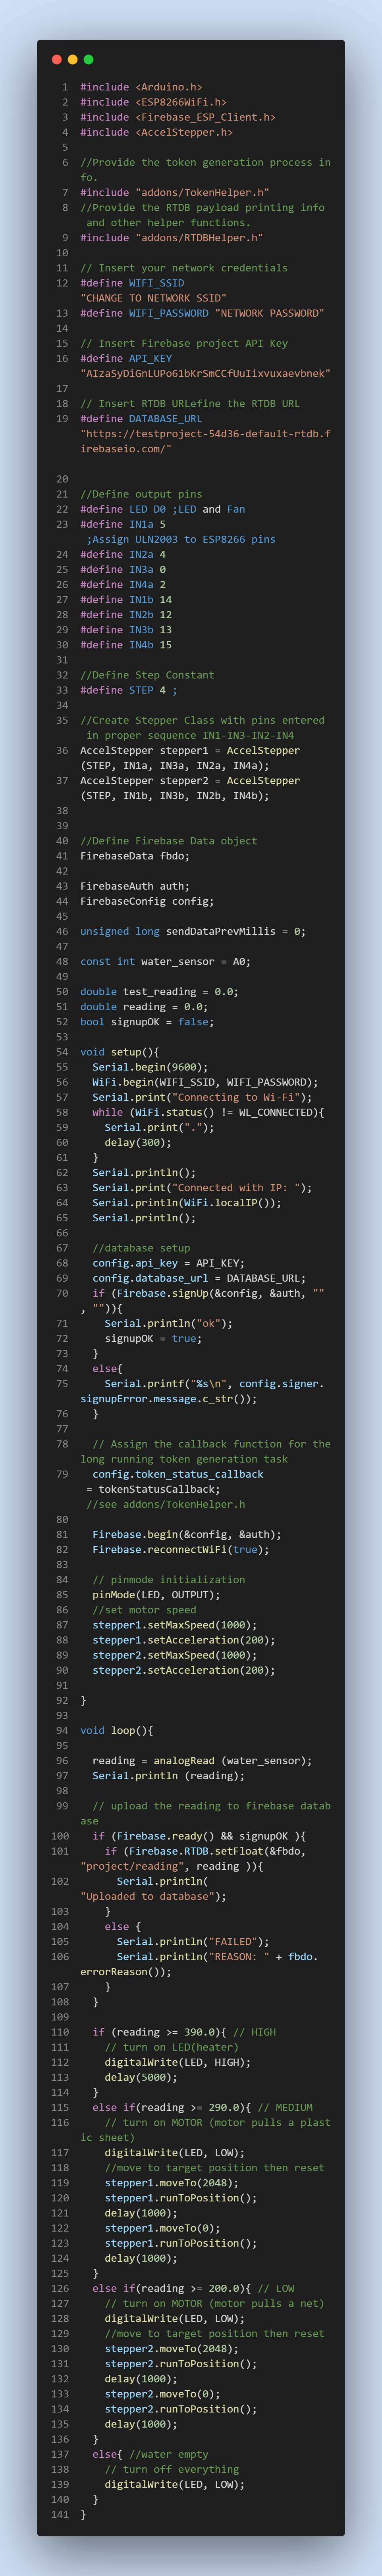 1 #include <Arduino.h>
2 #include <ESP8266WiFi.h>
3 #include <Firebase_ESP_Client.h>
4 #include <AccelStepper.h>
5
6 //Provide the token generation process in
fo.
7 #include "addons/TokenHelper.h"
8 //Provide the RTDB payload printing info
and other helper functions.
9 #include "addons/RTDBHelper.h"
10
11 // Insert your network credentials
12 #define WIFI_SSID
"CHANGE TO NETWORK SSID"
13 #define WIFI_PASSWORD "NETWORK PASSWORD"
14
15 // Insert Firebase project API Key
16 #define API_KEY
"AIzaSyDiGnLUPo61bKrSmCCfUuIixvuxaevbnek"
17
18 // Insert RTDB URLefine the RTDB URL
19 #define DATABASE_URL
"https://testproject-54d36-default-rtdb.f
irebaseio.com/"
20
21 //Define output pins
22 #define LED D0 ;LED and Fan
23 #define IN1a 5
;Assign ULN2003 to ESP8266 pins
24 #define IN2a 4
25 #define IN3a 0
26 #define IN4a 2
27 #define IN1b 14
28 #define IN2b 12
29 #define IN3b 13
30 #define IN4b 15
31
32 //Define Step Constant
33 #define STEP 4 ;
34
35 //Create Stepper Class with pins entered
in proper sequence IN1-IN3-IN2-IN4
36 AccelStepper stepper1 = AccelStepper
(STEP, IN1a, IN3a, IN2a, IN4a);
37 AccelStepper stepper2 = AccelStepper
(STEP, IN1b, IN3b, IN2b, IN4b);
38
39
40 //Define Firebase Data object
41 FirebaseData fbdo;
42
43 FirebaseAuth auth;
44 FirebaseConfig config;
45
46 unsigned long sendDataPrevMillis = 0;
47
48 const int water_sensor = A0;
49
50 double test_reading = 0.0;
51 double reading = 0.0;
52 bool signupOK = false;
53
54 void setup(){
55 Serial.begin(9600);
56 WiFi.begin(WIFI_SSID, WIFI_PASSWORD);
57 Serial.print("Connecting to Wi-Fi");
58 while (WiFi.status() != WL_CONNECTED){
59 Serial.print(".");
60 delay(300);
61 }
62 Serial.println();
63 Serial.print("Connected with IP: ");
64 Serial.println(WiFi.localIP());
65 Serial.println();
66
67 //database setup
68 config.api_key = API_KEY;
69 config.database_url = DATABASE_URL;
70 if (Firebase.signUp(&config, &auth, ""
, "")){
71 Serial.println("ok");
72 signupOK = true;
73 }
74 else{
75 Serial.printf("%s\n", config.signer.
signupError.message.c_str());
76 }
77
78 // Assign the callback function for the
long running token generation task
79 config.token_status_callback
= tokenStatusCallback;
//see addons/TokenHelper.h
80
81 Firebase.begin(&config, &auth);
82 Firebase.reconnectWiFi(true);
83
84 // pinmode initialization
85 pinMode(LED, OUTPUT);
86 //set motor speed
87 stepper1.setMaxSpeed(1000);
88 stepper1.setAcceleration(200);
89 stepper2.setMaxSpeed(1000);
90 stepper2.setAcceleration(200);
91
92 }
93
94 void loop(){
95
96 reading = analogRead (water_sensor);
97 Serial.println (reading);
98
99 // upload the reading to firebase datab
ase
100 if (Firebase.ready() && signupOK ){
101 if (Firebase.RTDB.setFloat(&fbdo,
"project/reading", reading )){
102 Serial.println(
"Uploaded to database");
103 }
104 else {
105 Serial.println("FAILED");
106 Serial.println("REASON: " + fbdo.
errorReason());
107 }
108 }
109
110 if (reading >= 390.0){ // HIGH
111 // turn on LED(heater)
112 digitalWrite(LED, HIGH);
113 delay(5000);
114 }
115 else if(reading >= 290.0){ // MEDIUM
116 // turn on MOTOR (motor pulls a plast
ic sheet)
117 digitalWrite(LED, LOW);
118 //move to target position then reset
119 stepper1.moveTo(2048);
120 stepper1.runToPosition();
121 delay(1000);
122 stepper1.moveTo(0);
123 stepper1.runToPosition();
124 delay(1000);
125 }
126 else if(reading >= 200.0){ // LOW
127 // turn on MOTOR (motor pulls a net)
128 digitalWrite(LED, LOW);
129 //move to target position then reset
130 stepper2.moveTo(2048);
131 stepper2.runToPosition();
132 delay(1000);
133 stepper2.moveTo(0);
134 stepper2.runToPosition();
135 delay(1000);
136 }
137 else{ //water empty
138 // turn off everything
139 digitalWrite(LED, LOW);
140 }
141 }